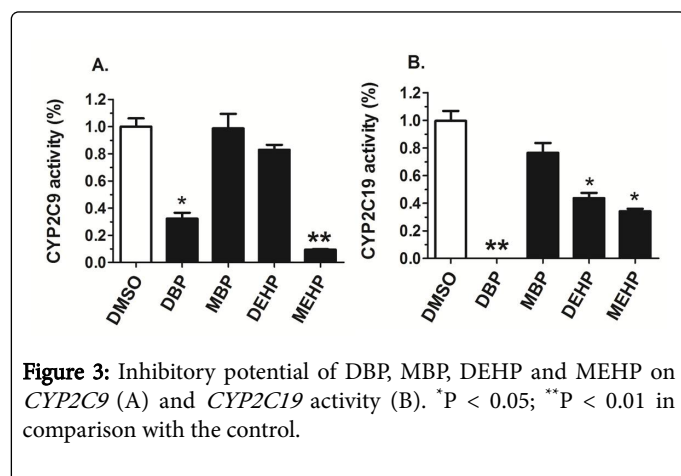 A.
CYP2C9 activity (%)
1.2
1.0
0.8
0.6
0.4
0.2
0.0
*
**
DMSO
DBP
MBP
DEHP
MEHP
B.
CYP2C19 activity (%)
1.2
1.0
0.8
0.6
0.4
0.2
0.0
**
*
*
DMSO
DBP
MBP
DEHP
MEHP
Figure 3: Inhibitory potential of DBP, MBP, DEHP and MEHP on
CYP2C9 (A) and CYP2C19 activity (B). *P < 0.05; **P < 0.01 in
comparison with the control.